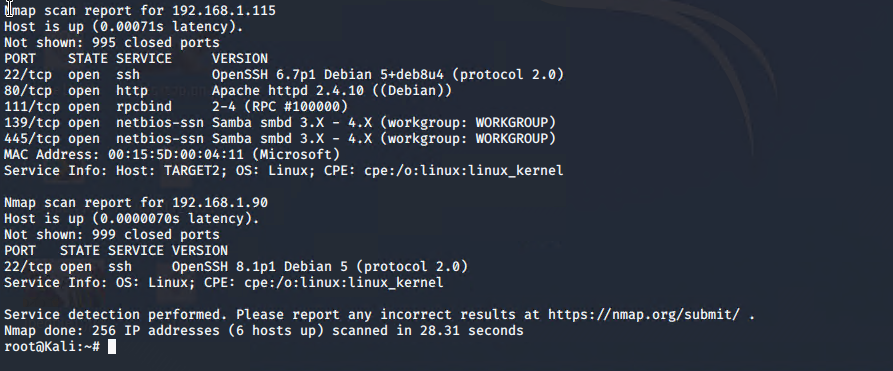 Nmap scan report for 192.168.1.115
Host is up (0.00071s latency).
Not shown: 995 closed ports
PORT    STATE SERVICE     VERSION
22/tcp  open  ssh         OpenSSH 6.7p1 Debian 5+deb8u4 (protocol 2.0)
80/tcp  open  http        Apache httpd 2.4.10 ((Debian))
111/tcp open  rpcbind     2-4 (RPC #100000)
139/tcp open  netbios-ssn Samba smbd 3.X - 4.X (workgroup: WORKGROUP)
445/tcp open  netbios-ssn Samba smbd 3.X - 4.X (workgroup: WORKGROUP)
MAC Address: 00:15:5D:00:04:11 (Microsoft)
Service Info: Host: TARGET2; OS: Linux; CPE: cpe:/o:linux:linux_kernel

Nmap scan report for 192.168.1.90
Host is up (0.0000070s latency).
Not shown: 999 closed ports
PORT   STATE SERVICE VERSION
22/tcp open  ssh     OpenSSH 8.1p1 Debian 5 (protocol 2.0)
Service Info: OS: Linux; CPE: cpe:/o:linux:linux_kernel

Service detection performed. Please report any incorrect results at https://nmap.org/submit/ .
Nmap done: 256 IP addresses (6 hosts up) scanned in 28.31 seconds
root@Kali:~#